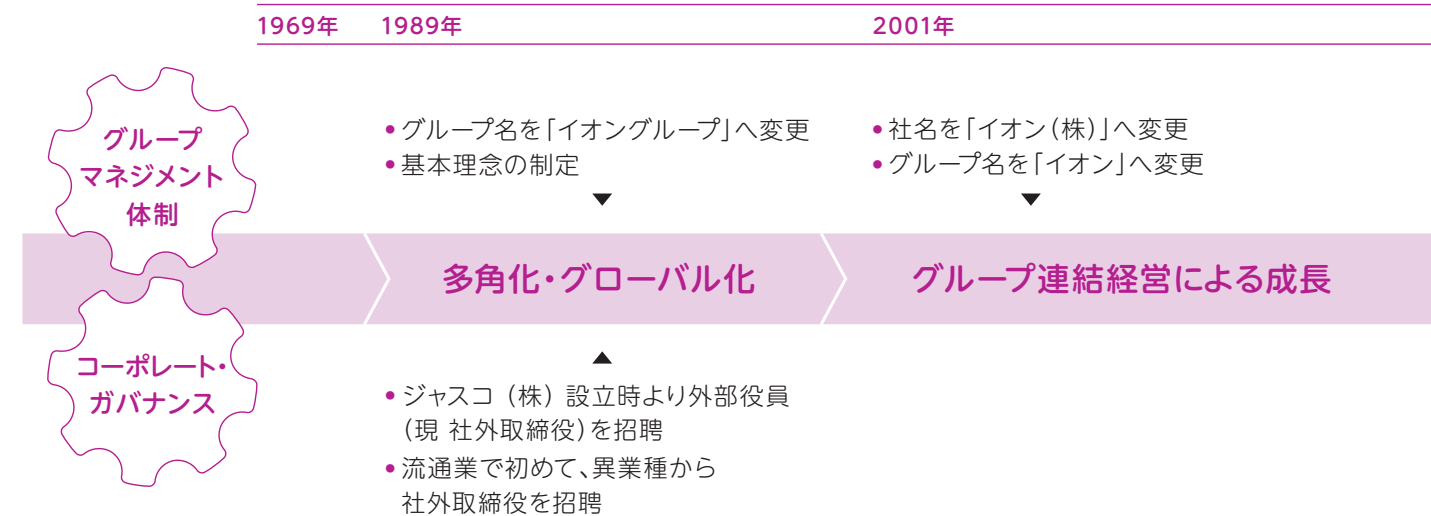 1969年 1989年 2001年
グループ
マネジメント
体制
•グループ名を「イオングループ」へ変更
•基本理念の制定
▼
•社名を「イオン(株)」へ変更
•グループ名を「イオン」へ変更
▼
多角化・グローバル化
グループ連結経営による成長
コーポレート・
ガバナンス
▲
•ジャスコ(株)設立時より外部役員
(現 社外取締役)を招聘
•流通業で初めて、異業種から
社外取締役を招聘